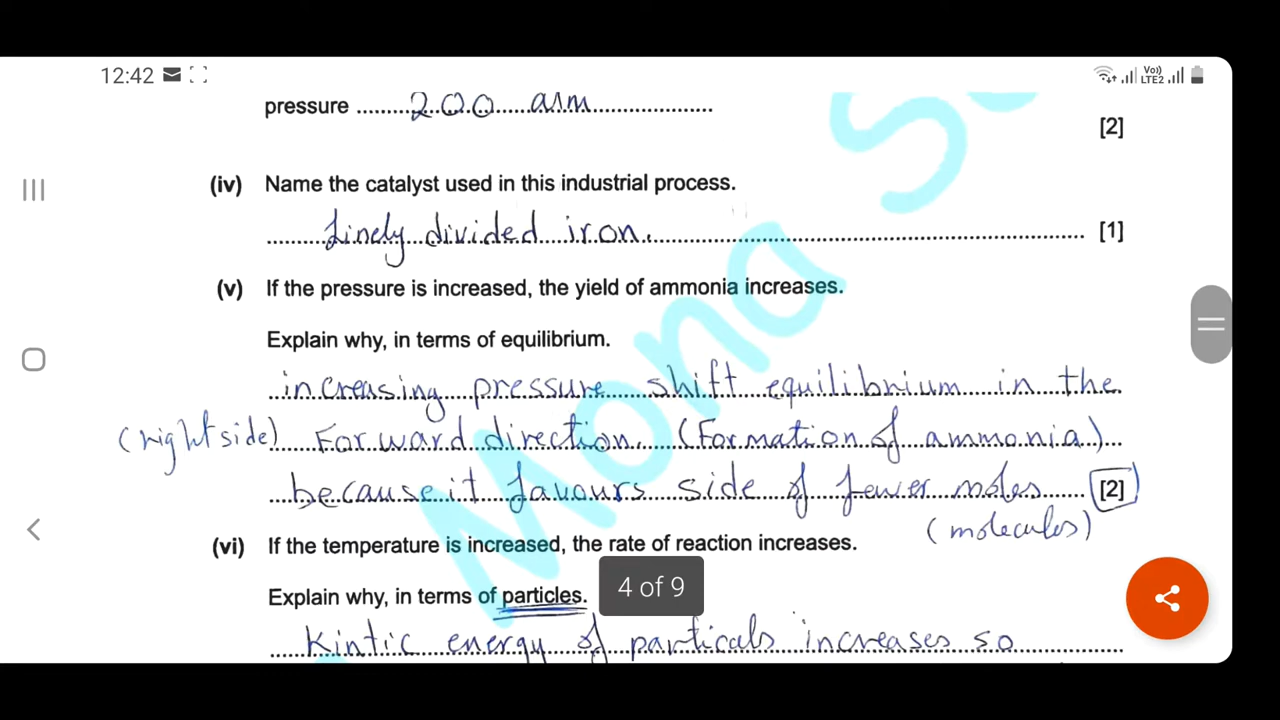 12:42
Vo) LTE2
pressure 200 atm
[2]
(iv) Name the catalyst used in this industrial process.
finely divided iron. [1]
(v) If the pressure is increased, the yield of ammonia increases.
Explain why, in terms of equilibrium.
increasing pressure shift equilibrium in the
(right side) Forward direction. (Formation of ammonia)
because it favours side of fewer moles [2]
(molecules)
(vi) If the temperature is increased, the rate of reaction increases.
Explain why, in terms of particles.
4 of 9
Kintic energy of particals increases so
Mona